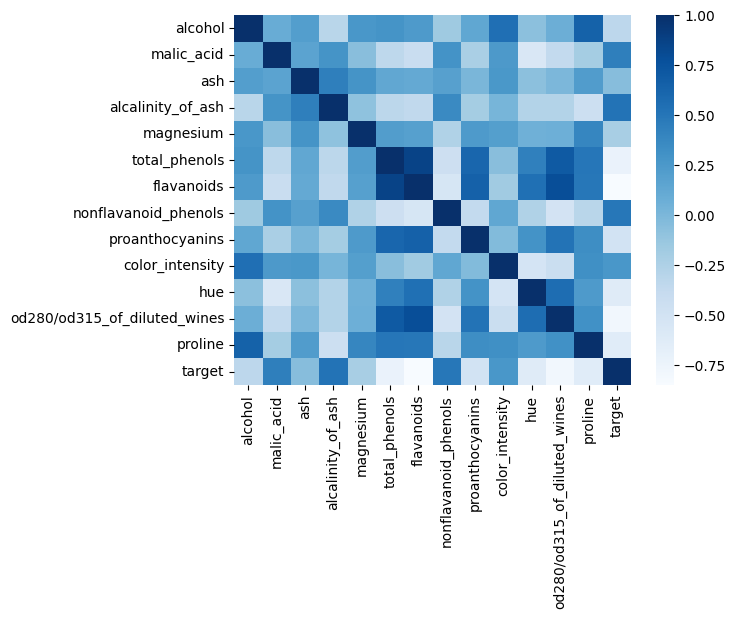 alcohol
malic_acid
ash
alcalinity_of_ash
magnesium
total_phenols
flavanoids
nonflavanoid_phenols
proanthocyanins
color_intensity
hue
od280/od315_of_diluted_wines
proline
target
alcohol
malic_acid
ash
alcalinity_of_ash
magnesium
total_phenols
flavanoids
nonflavanoid_phenols
proanthocyanins
color_intensity
hue
od280/od315_of_diluted_wines
proline
target
1.00
0.75
0.50
0.25
0.00
−0.25
−0.50
−0.75